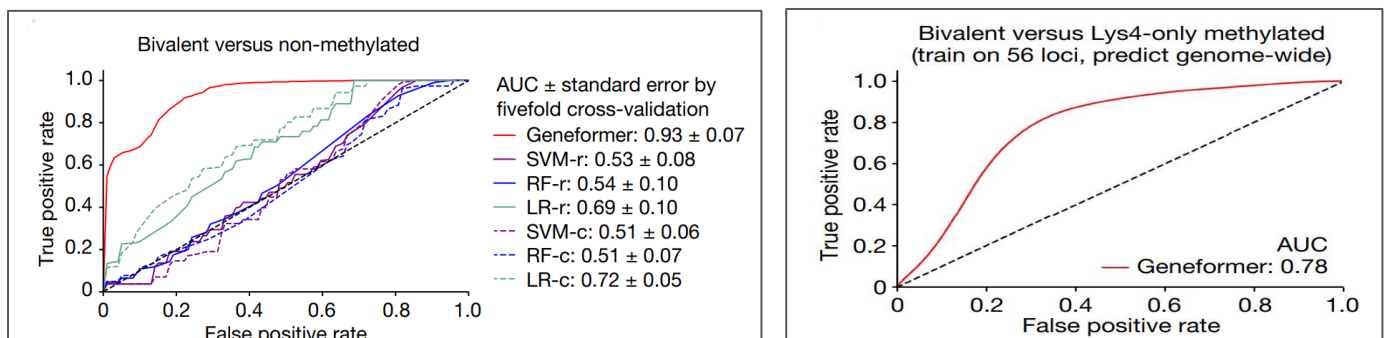 Bivalent versus non-methylated
1.0
0.8
0.6
0.4
0.2
0
True positive rate
0
0.2
0.4
0.6
0.8
1.0
False positive rate
AUC ± standard error by
fivefold cross-validation
Geneformer: 0.93 ± 0.07
SVM-r: 0.53 ± 0.08
RF-r: 0.54 ± 0.10
LR-r: 0.69 ± 0.10
SVM-c: 0.51 ± 0.06
RF-c: 0.51 ± 0.07
LR-c: 0.72 ± 0.05
Bivalent versus Lys4-only methylated
(train on 56 loci, predict genome-wide)
1.0
0.8
0.6
0.4
0.2
0
True positive rate
AUC
Geneformer: 0.78
0
0.2
0.4
0.6
0.8
1.0
False positive rate